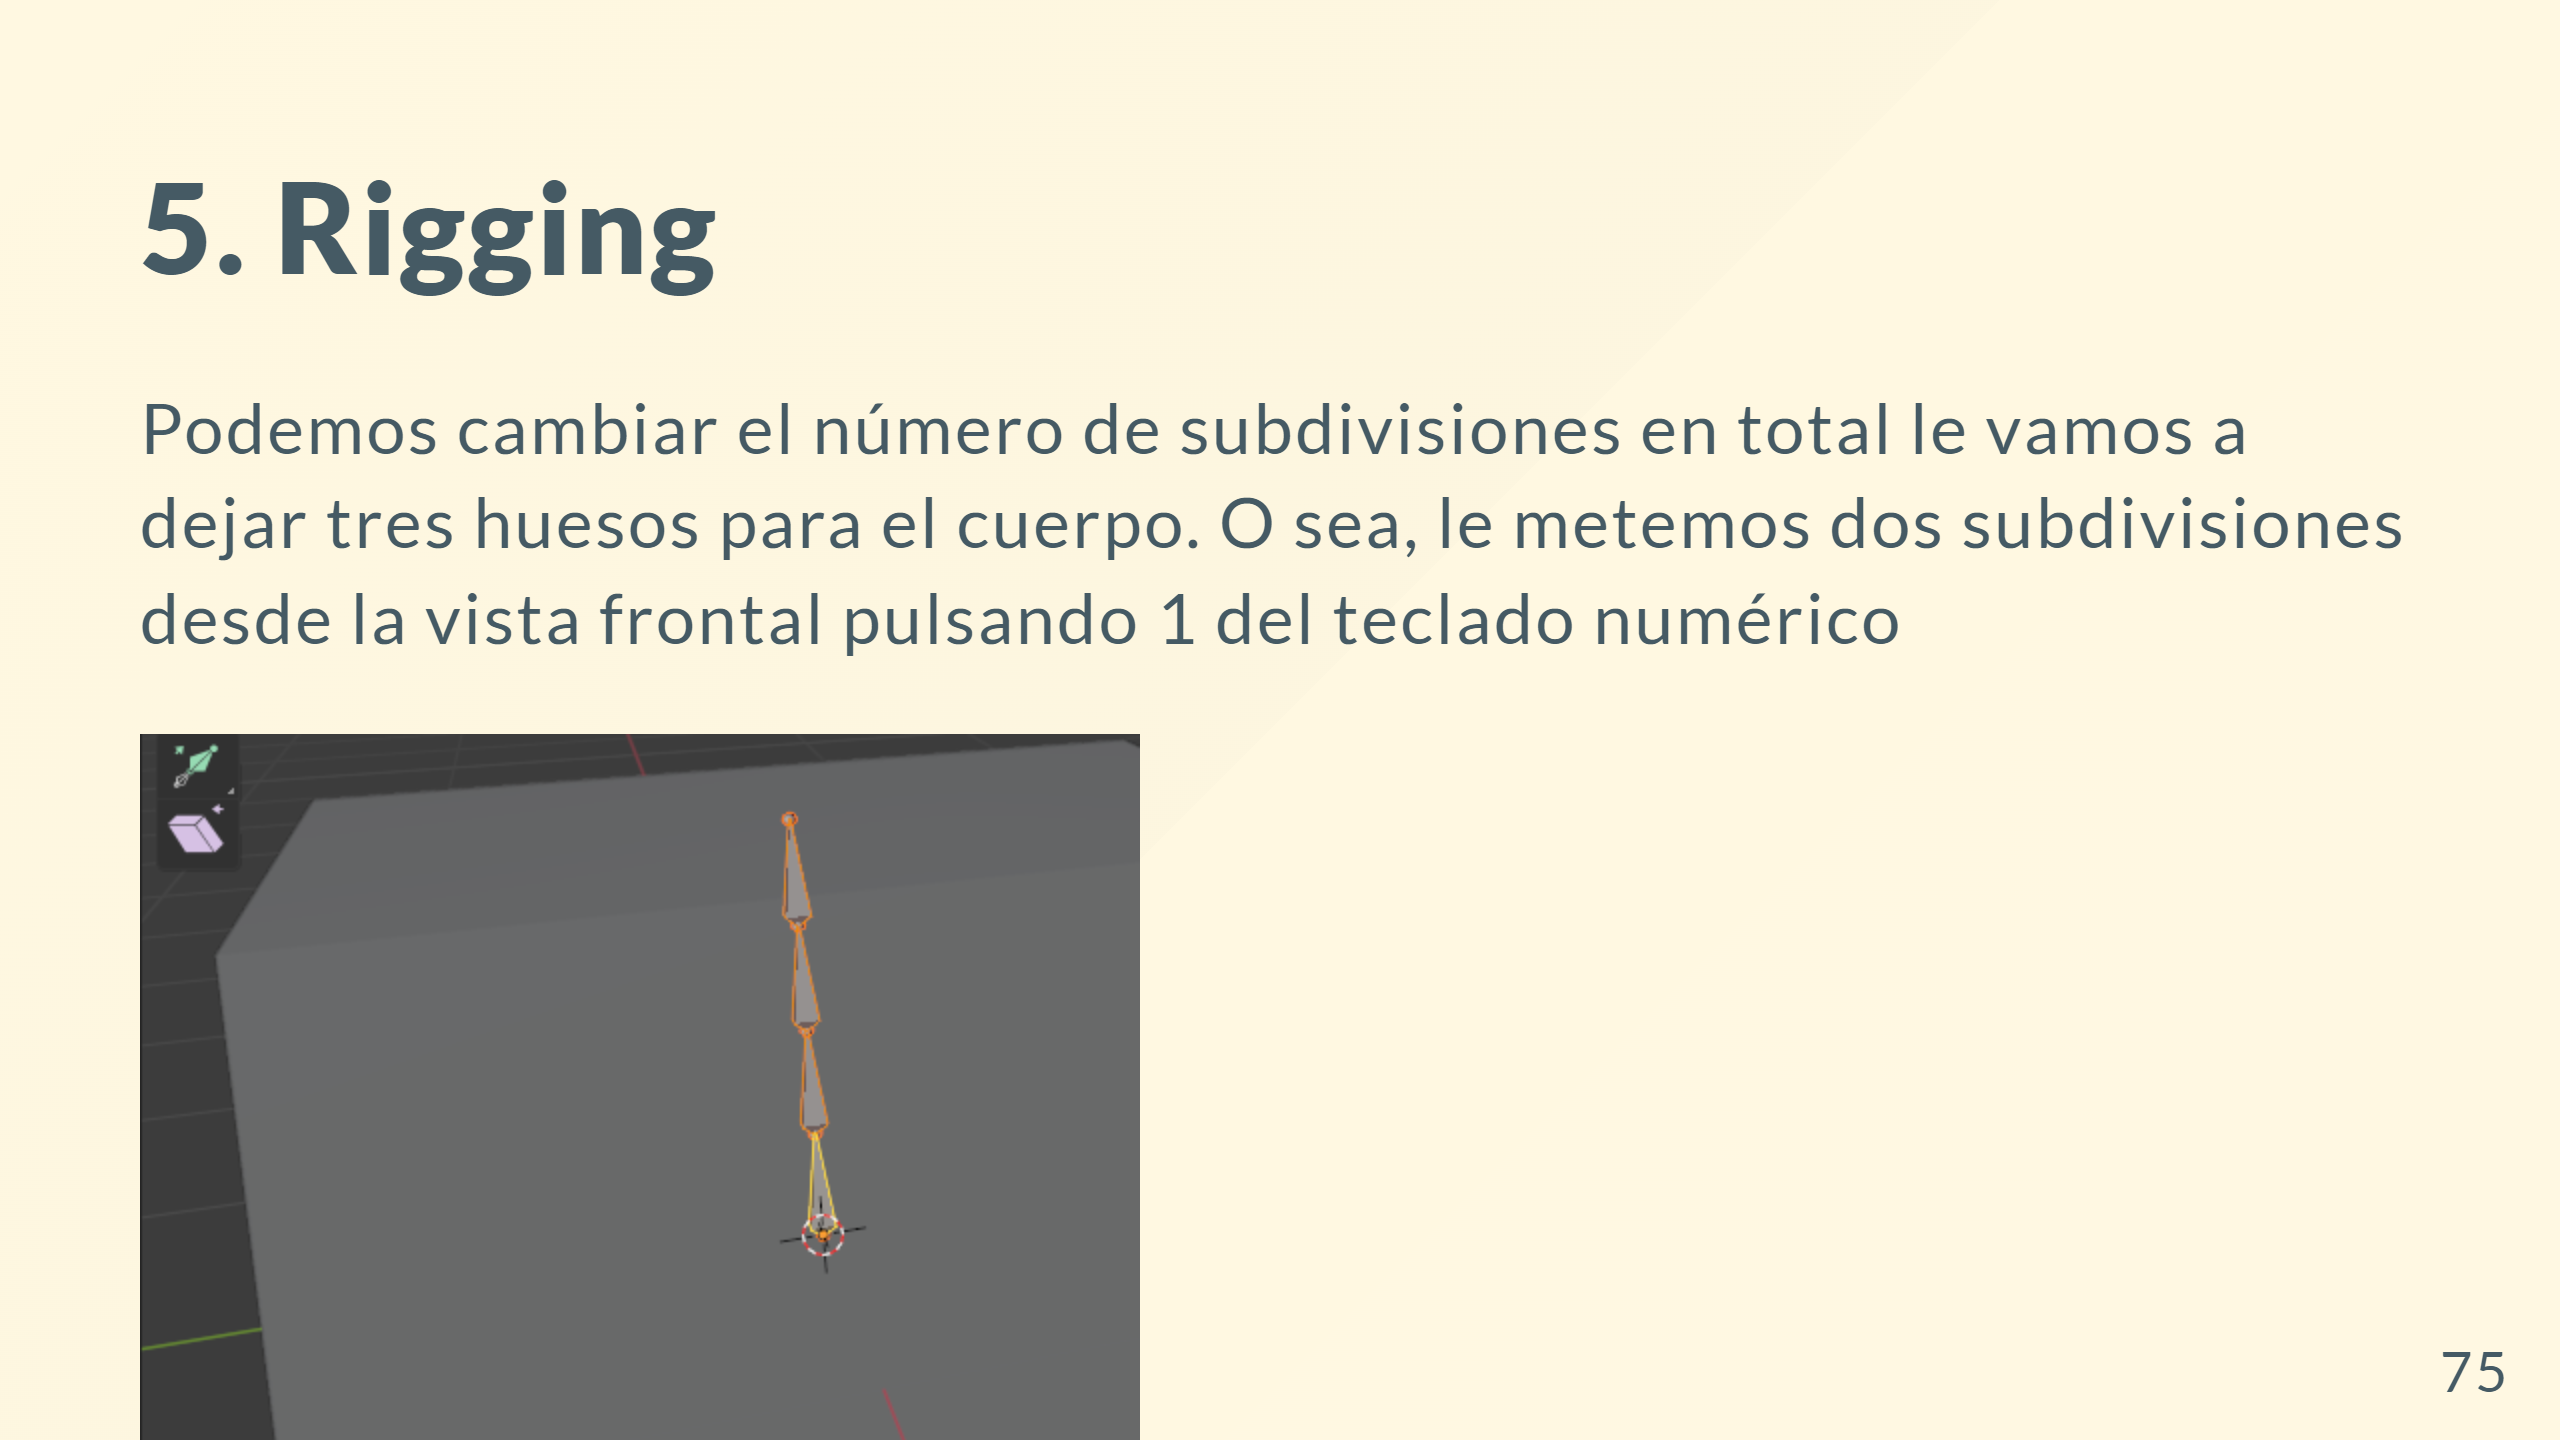 5. Rigging
Podemos cambiar el número de subdivisiones en total le vamos a
dejar tres huesos para el cuerpo. O sea, le metemos dos subdivisiones
desde la vista frontal pulsando 1 del teclado numérico
75